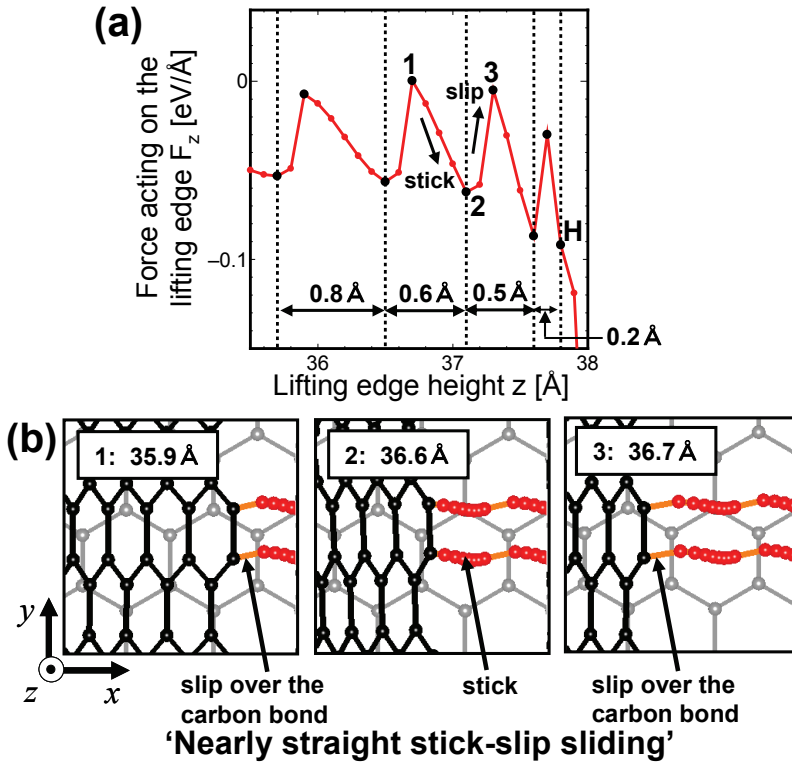 (a)
Force acting on the
lifting edge F_z [eV/Å]
0
−0.1
1
3
slip
stick
2
H
0.8 Å
0.6 Å
0.5 Å
0.2 Å
36
37
38
Lifting edge height z [Å]
(b)
1: 35.9 Å
2: 36.6 Å
3: 36.7 Å
y
z
x
slip over the
carbon bond
stick
slip over the
carbon bond
'Nearly straight stick-slip sliding'